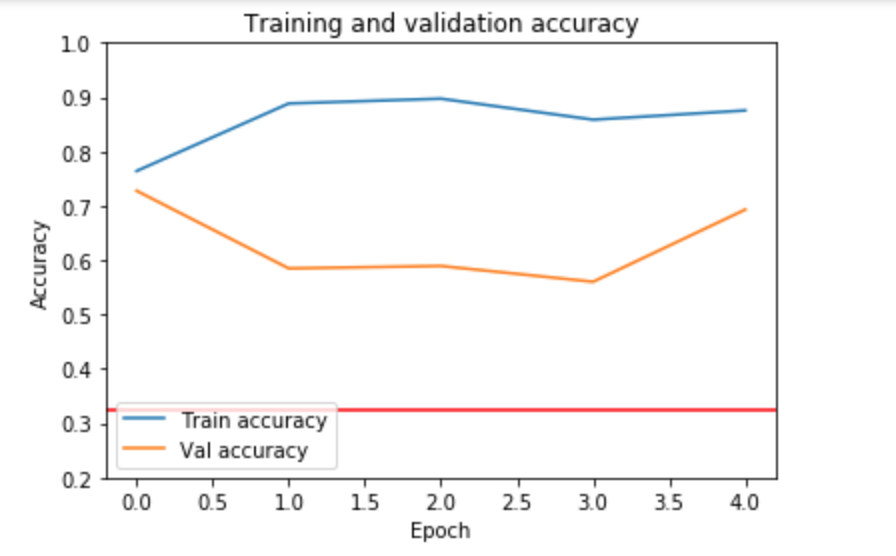 Training and validation accuracy
1.0
0.9
0.8
0.7
0.6
0.5
0.4
0.3
0.2
Accuracy
Train accuracy
Val accuracy
0.0 0.5 1.0 1.5 2.0 2.5 3.0 3.5 4.0
Epoch